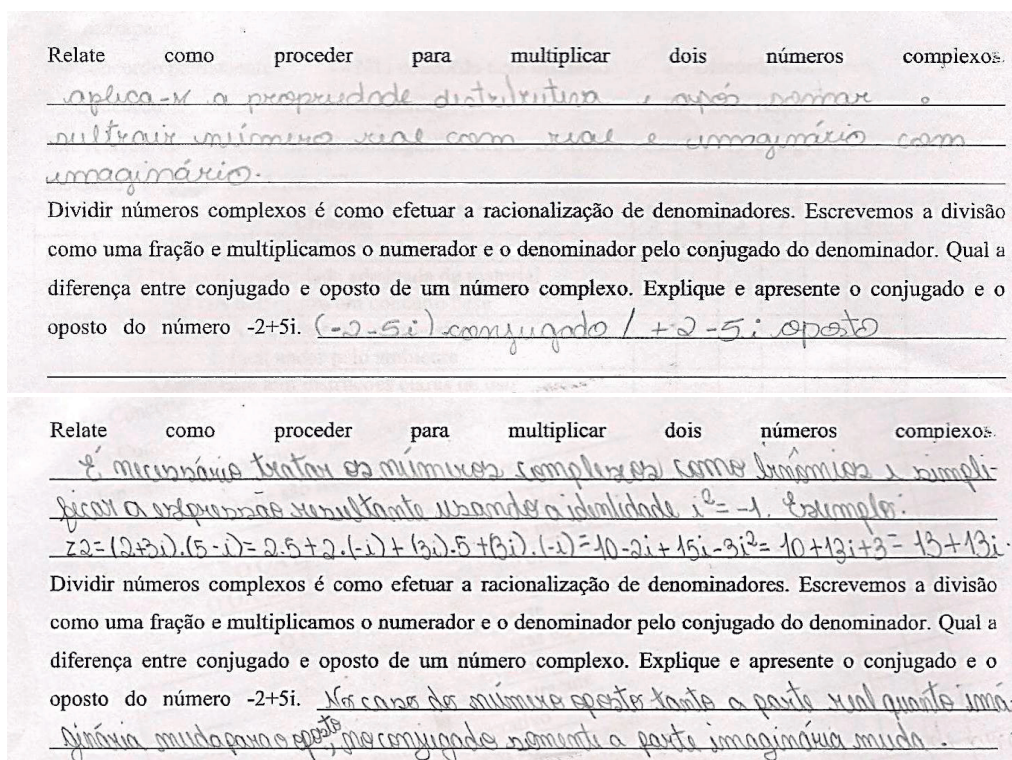 Relate como proceder para multiplicar dois números complexos.
aplica-se a propriedade distributiva e após somar e
subtrair número real com real e immaginário com
imaginário.
Dividir números complexos é como efetuar a racionalização de denominadores. Escrevemos a divisão
como uma fração e multiplicamos o numerador e o denominador pelo conjugado do denominador. Qual a
diferença entre conjugado e oposto de um número complexo. Explique e apresente o conjugado e o
oposto do número -2+5i. (-2-5i) conjugado / +2-5i oposto
Relate como proceder para multiplicar dois números complexos.
É necessário tratar os números complexos como binômios e simpli-
ficar a expressão resultante usando a identidade i²= -1. Exemplo:
z2=(2+3i).(5-i)= 2.5+2.(-i)+(3i).5+(3i).(-i)=10-2i+15i-3i²= 10+13i+3= 13+13i.
Dividir números complexos é como efetuar a racionalização de denominadores. Escrevemos a divisão
como uma fração e multiplicamos o numerador e o denominador pelo conjugado do denominador. Qual a
diferença entre conjugado e oposto de um número complexo. Explique e apresente o conjugado e o
oposto do número -2+5i. No caso do número oposto tanto a parte real quanto imá-
ginária muda para o oposto, no conjugado somente a parte imaginária muda.